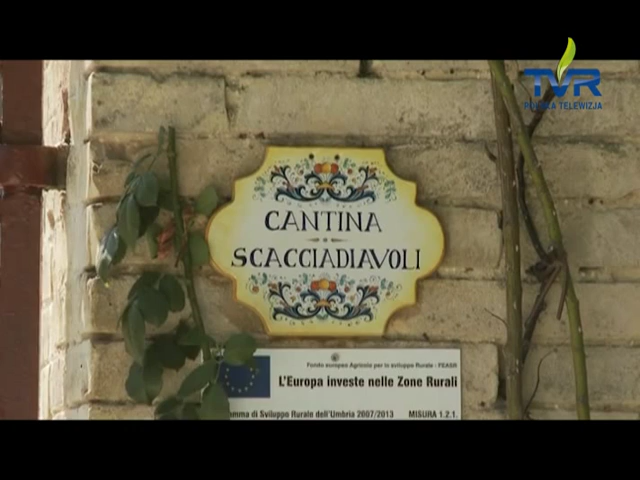 TVR
POLSKA TELEWIZJA
CANTINA
SCACCIADIAVOLI
Fondo europeo Agricolo per lo sviluppo Rurale - FEASR
L'Europa investe nelle Zone Rurali
amma di Sviluppo Rurale dell'Umbria 2007/2013 MISURA 1.2.1.